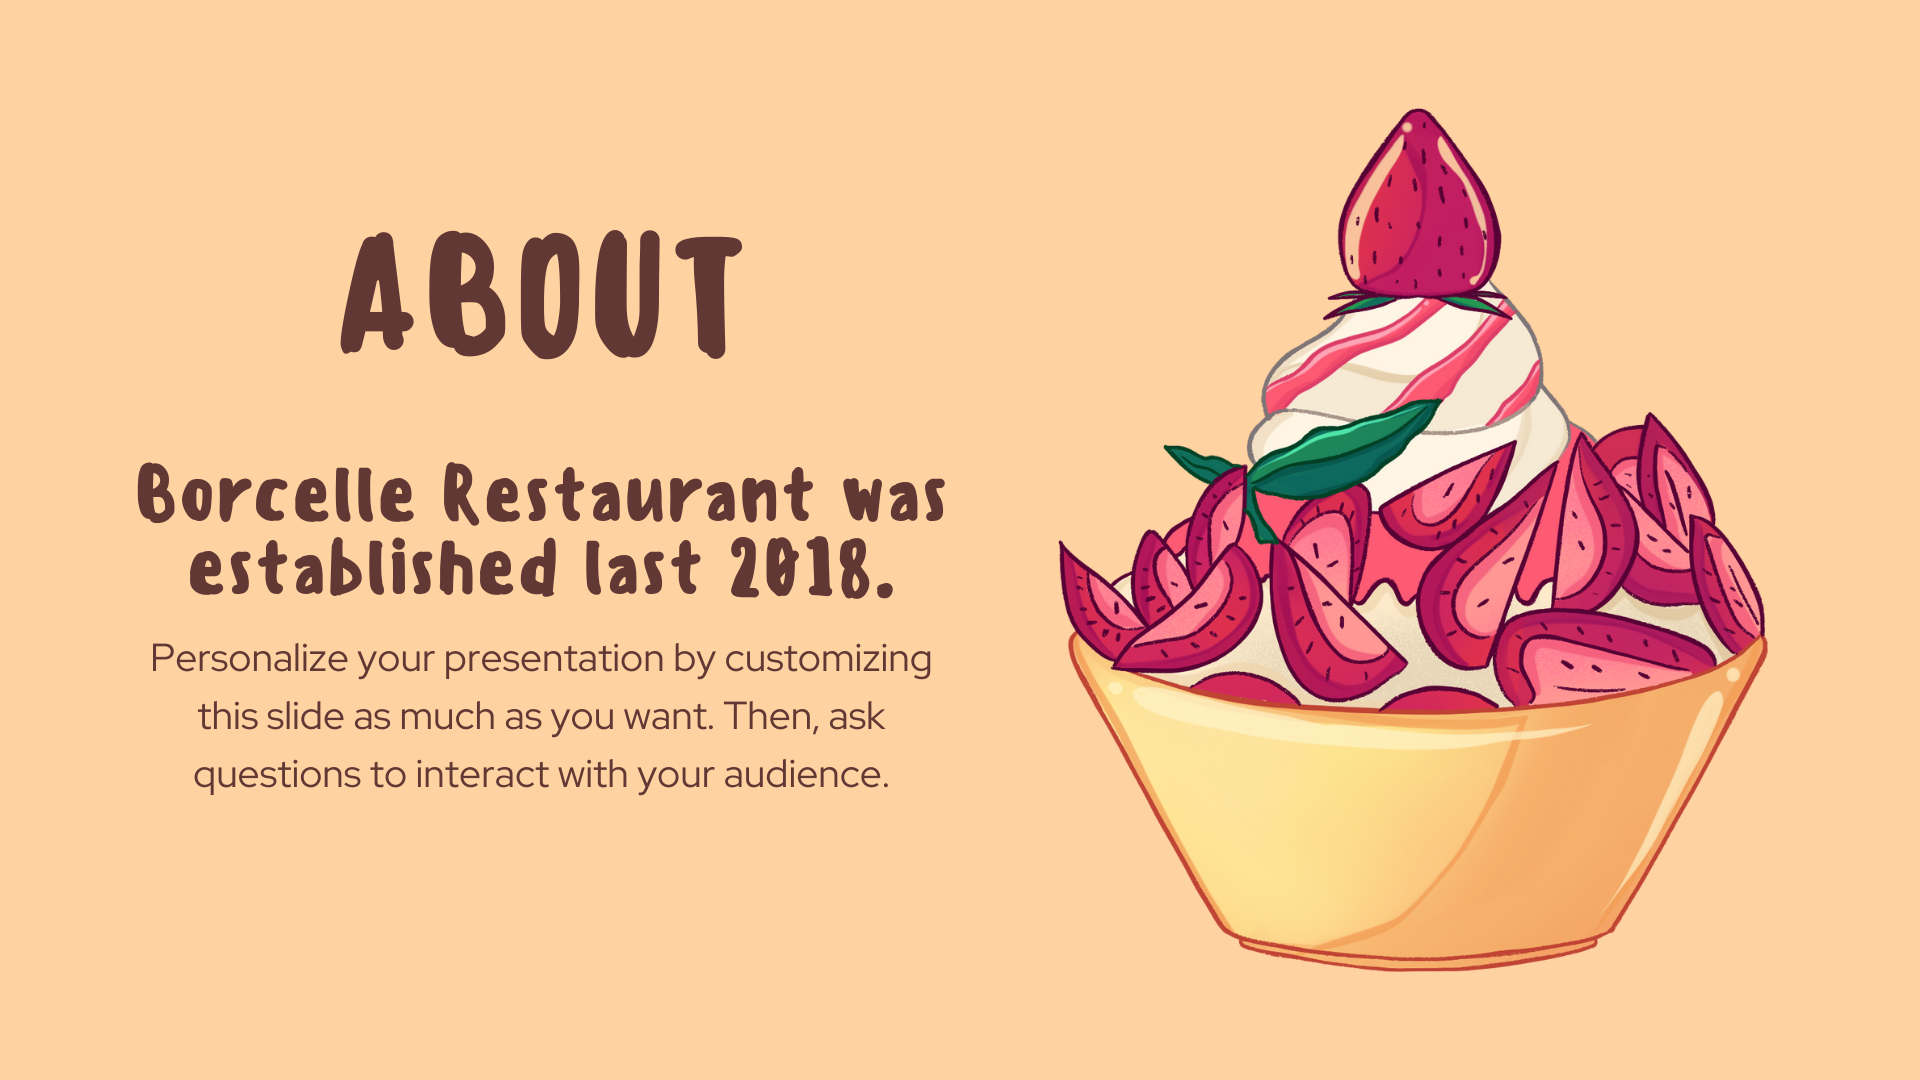 ABOUT
Borcelle Restaurant was
established last 2018.
Personalize your presentation by customizing
this slide as much as you want. Then, ask
questions to interact with your audience.